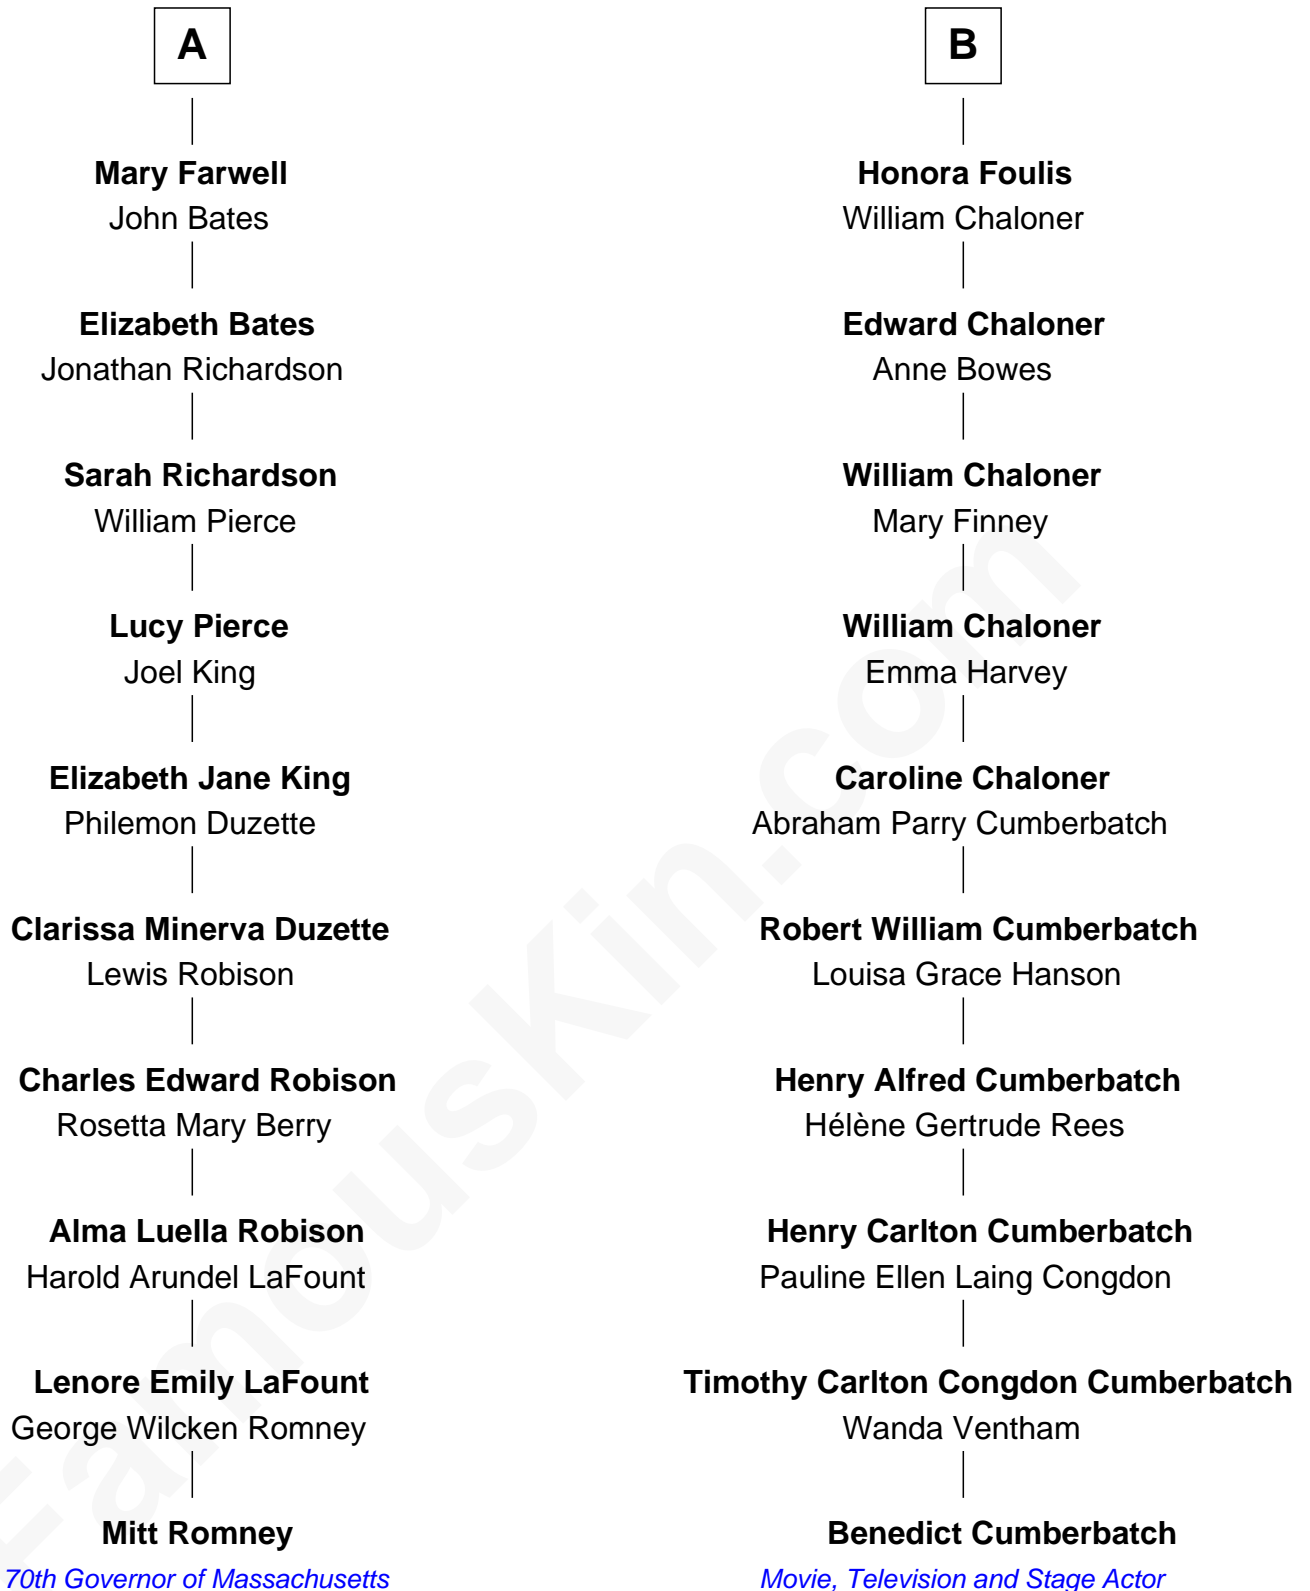 A
Mary Farwell
John Bates
Elizabeth Bates
Jonathan Richardson
Sarah Richardson
William Pierce
Lucy Pierce
Joel King
Elizabeth Jane King
Philemon Duzette
Clarissa Minerva Duzette
Lewis Robison
Charles Edward Robison
Rosetta Mary Berry
Alma Luella Robison
Harold Arundel LaFount
Lenore Emily LaFount
George Wilcken Romney
Mitt Romney
70th Governor of Massachusetts
B
Honora Foulis
William Chaloner
Edward Chaloner
Anne Bowes
William Chaloner
Mary Finney
William Chaloner
Emma Harvey
Caroline Chaloner
Abraham Parry Cumberbatch
Robert William Cumberbatch
Louisa Grace Hanson
Henry Alfred Cumberbatch
Hélène Gertrude Rees
Henry Carlton Cumberbatch
Pauline Ellen Laing Congdon
Timothy Carlton Congdon Cumberbatch
Wanda Ventham
Benedict Cumberbatch
Movie, Television and Stage Actor
FamousKin.com